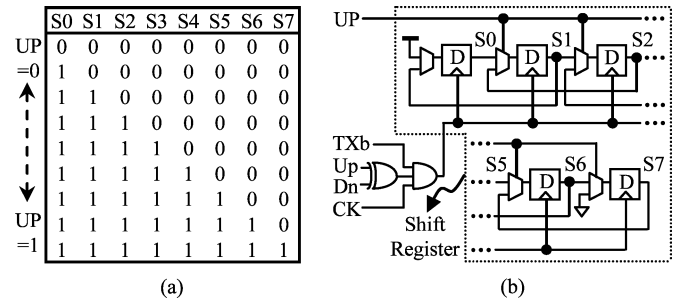 S0 S1 S2 S3 S4 S5 S6 S7
UP 0 0 0 0 0 0 0 0
=0 1 0 0 0 0 0 0 0
1 1 0 0 0 0 0 0
1 1 1 0 0 0 0 0
1 1 1 1 0 0 0 0
1 1 1 1 1 0 0 0
1 1 1 1 1 1 0 0
UP 1 1 1 1 1 1 1 0
=1 1 1 1 1 1 1 1 1
(a)
UP
S0 S1 S2
D D D
TXb
Up
Dn
CK
S5 S6 S7
D D
Shift
Register
(b)